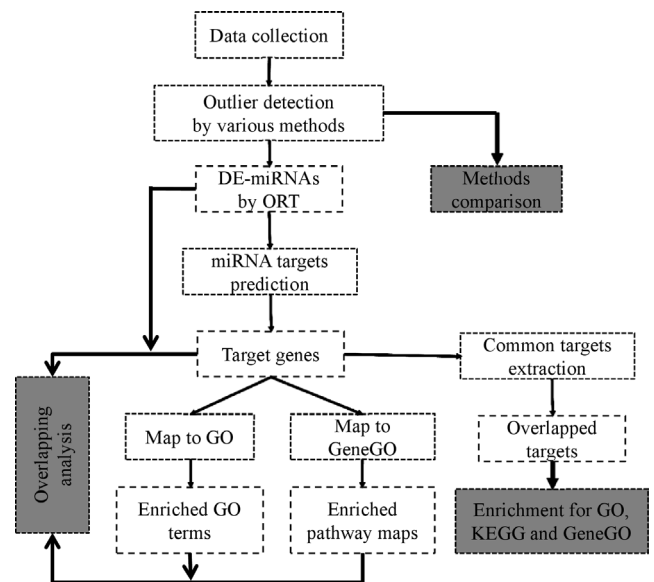 Data collection
Outlier detection
by various methods
DE-miRNAs
by ORT
Methods
comparison
miRNA targets
prediction
Target genes
Common targets
extraction
Overlapping
analysis
Map to GO
Map to
GeneGO
Overlapped
targets
Enriched GO
terms
Enriched
pathway maps
Enrichment for GO,
KEGG and GeneGO